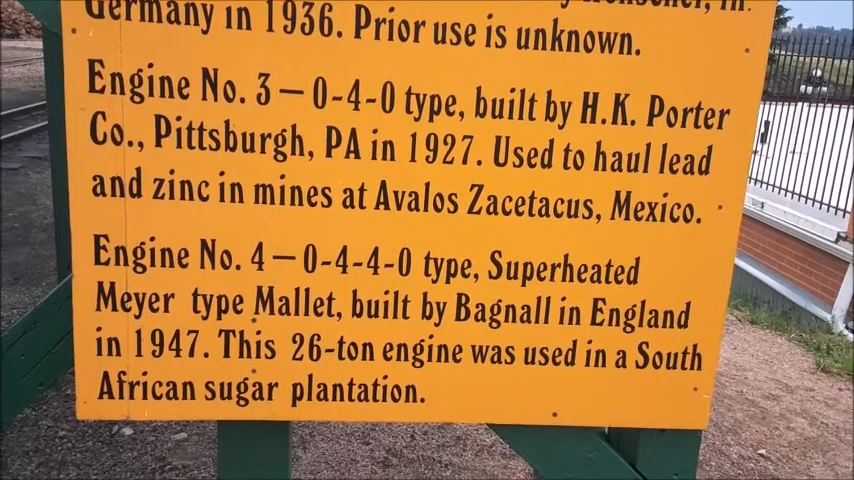 Germany in 1936. Prior use is unknown.
Engine No. 3 — 0-4-0 type, built by H.K. Porter
Co., Pittsburgh, PA in 1927. Used to haul lead
and zinc in mines at Avalos Zacetacus, Mexico.
Engine No. 4 — 0-4-4-0 type, Superheated
Meyer type Mallet, built by Bagnall in England
in 1947. This 26-ton engine was used in a South
African sugar plantation.